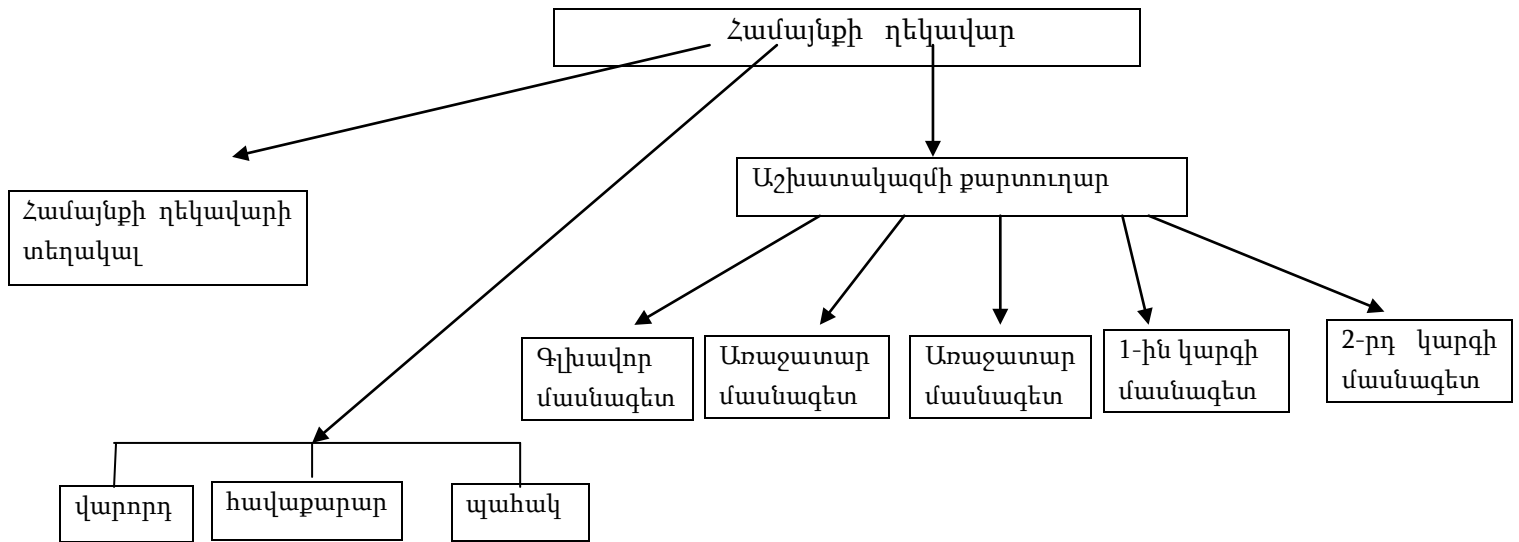 Համայնքի ղեկավար
Աշխատակազմի քարտուղար
Համայնքի ղեկավարի
տեղակալ
Գլխավոր
մասնագետ
Առաջատար
մասնագետ
Առաջատար
մասնագետ
1-ին կարգի
մասնագետ
2-րդ կարգի
մասնագետ
վարորդ
հավաքարար
պահակ